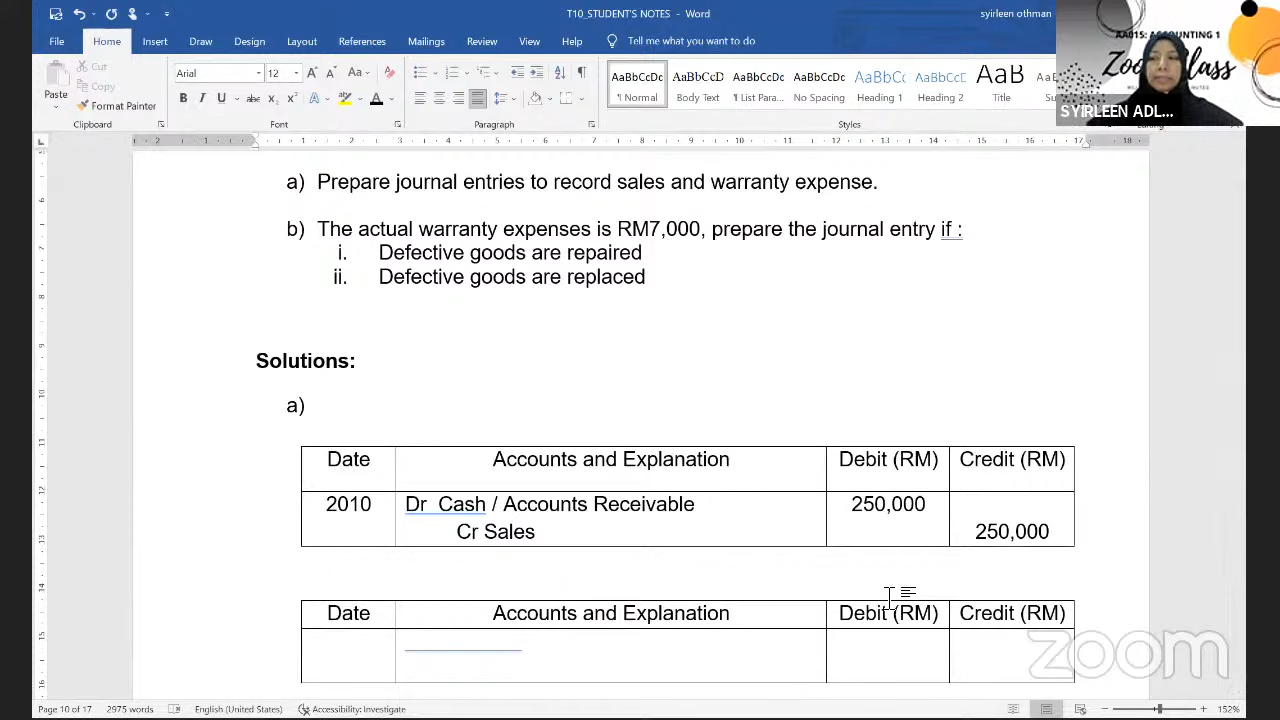 T10_STUDENT'S NOTES - Word
syirleen othman
File Home Insert Draw Design Layout References Mailings Review View Help Tell me what you want to do
AA015: ACCOUNTING 1
SYIRLEEN ADL...
Paste
Cut
Copy
Format Painter
Arial 12
AaBbCcDc AaBbCcD AaBbCcDc AaBbCcDc AaBbCc AaBbCcD AaB
¶ Normal Body Text ¶ List Para... No Spacing Heading 1 Heading 2 Title
Clipboard Font Paragraph Styles Editing
a) Prepare journal entries to record sales and warranty expense.
b) The actual warranty expenses is RM7,000, prepare the journal entry if :
i. Defective goods are repaired
ii. Defective goods are replaced
Solutions:
a)
Date Accounts and Explanation Debit (RM) Credit (RM)
2010 Dr Cash / Accounts Receivable 250,000
Cr Sales 250,000
Date Accounts and Explanation Debit (RM) Credit (RM)
zoom
Page 10 of 17 2975 words English (United States) Accessibility: Investigate 152%